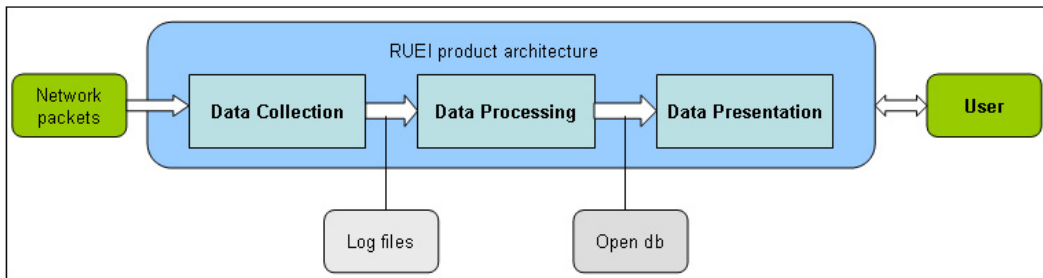 RUEI product architecture
Network
packets
Data Collection
Data Processing
Data Presentation
User
Log files
Open db